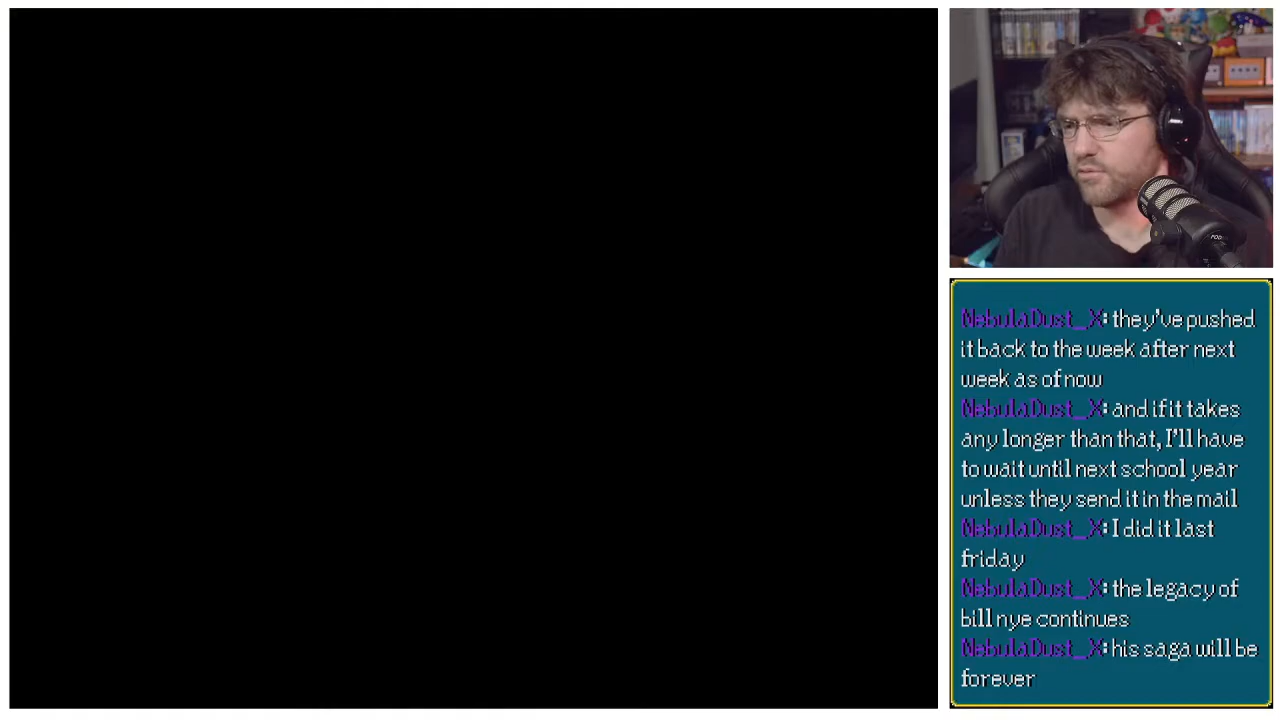 NebulaDust_X: they've pushed
it back to the week after next
week as of now
NebulaDust_X: and if it takes
any longer than that, I'll have
to wait until next school year
unless they send it in the mail
NebulaDust_X: I did it last
friday
NebulaDust_X: the legacy of
bill nye continues
NebulaDust_X: his saga will be
forever